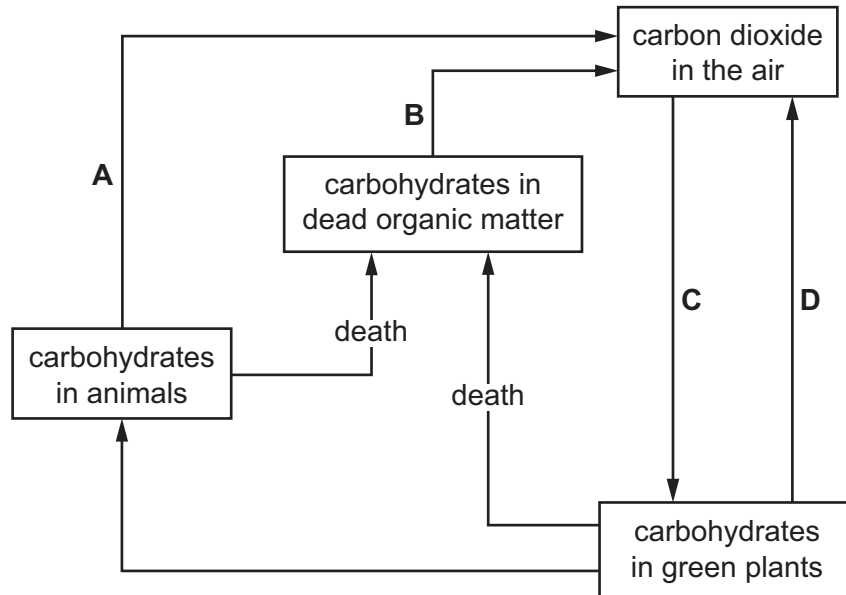 carbon dioxide
in the air
B
A
carbohydrates in
dead organic matter
C
D
death
carbohydrates
in animals
death
carbohydrates
in green plants